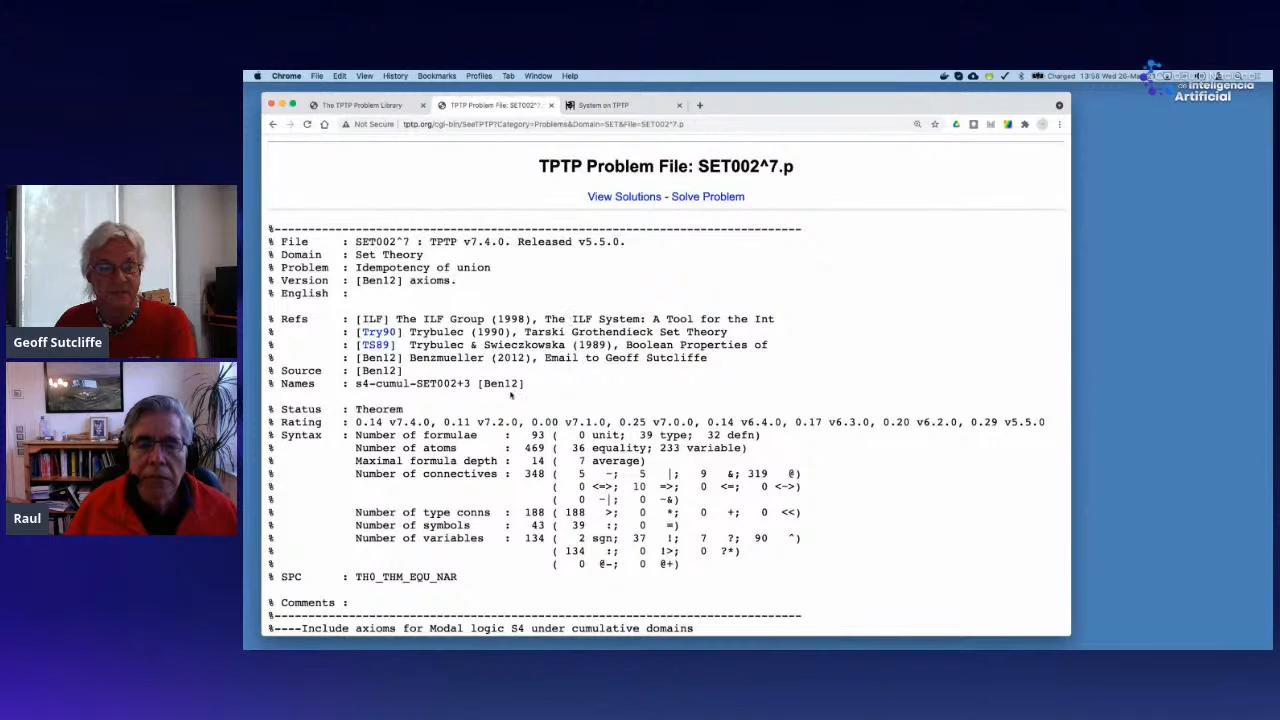 Chrome File Edit View History Bookmarks Profiles Tab Window Help
Charged 13:58 Wed 26
Inteligencia
Artificial
The TPTP Problem Library
TPTP Problem File: SET002^7.
System on TPTP
Not Secure tptp.org/cgi-bin/SeeTPTP?Category=Problems&Domain=SET&File=SET002^7.p
TPTP Problem File: SET002^7.p
View Solutions - Solve Problem
%------------------------------------------------------------------------------
% File : SET002^7 : TPTP v7.4.0. Released v5.5.0.
% Domain : Set Theory
% Problem : Idempotency of union
% Version : [Ben12] axioms.
% English :
% Refs : [ILF] The ILF Group (1998), The ILF System: A Tool for the Int
% : [Try90] Trybulec (1990), Tarski Grothendieck Set Theory
% : [TS89] Trybulec & Swieczkowska (1989), Boolean Properties of
% : [Ben12] Benzmueller (2012), Email to Geoff Sutcliffe
% Source : [Ben12]
% Names : s4-cumul-SET002+3 [Ben12]
% Status : Theorem
% Rating : 0.14 v7.4.0, 0.11 v7.2.0, 0.00 v7.1.0, 0.25 v7.0.0, 0.14 v6.4.0, 0.17 v6.3.0, 0.20 v6.2.0, 0.29 v5.5.0
% Syntax : Number of formulae : 93 ( 0 unit; 39 type; 32 defn)
% Number of atoms : 469 ( 36 equality; 233 variable)
% Maximal formula depth : 14 ( 7 average)
% Number of connectives : 348 ( 5 ~; 5 |; 9 &; 319 @)
% ( 0 <=>; 10 =>; 0 <=; 0 <~>)
% ( 0 ~|; 0 ~&)
% Number of type conns : 188 ( 188 >; 0 *; 0 +; 0 <<)
% Number of symbols : 43 ( 39 :; 0 =)
% Number of variables : 134 ( 2 sgn; 37 !; 7 ?; 90 ^)
% ( 134 :; 0 !>; 0 ?*)
% ( 0 @-; 0 @+)
% SPC : TH0_THM_EQU_NAR
% Comments :
%------------------------------------------------------------------------------
%----Include axioms for Modal logic S4 under cumulative domains
Geoff Sutcliffe
Raul